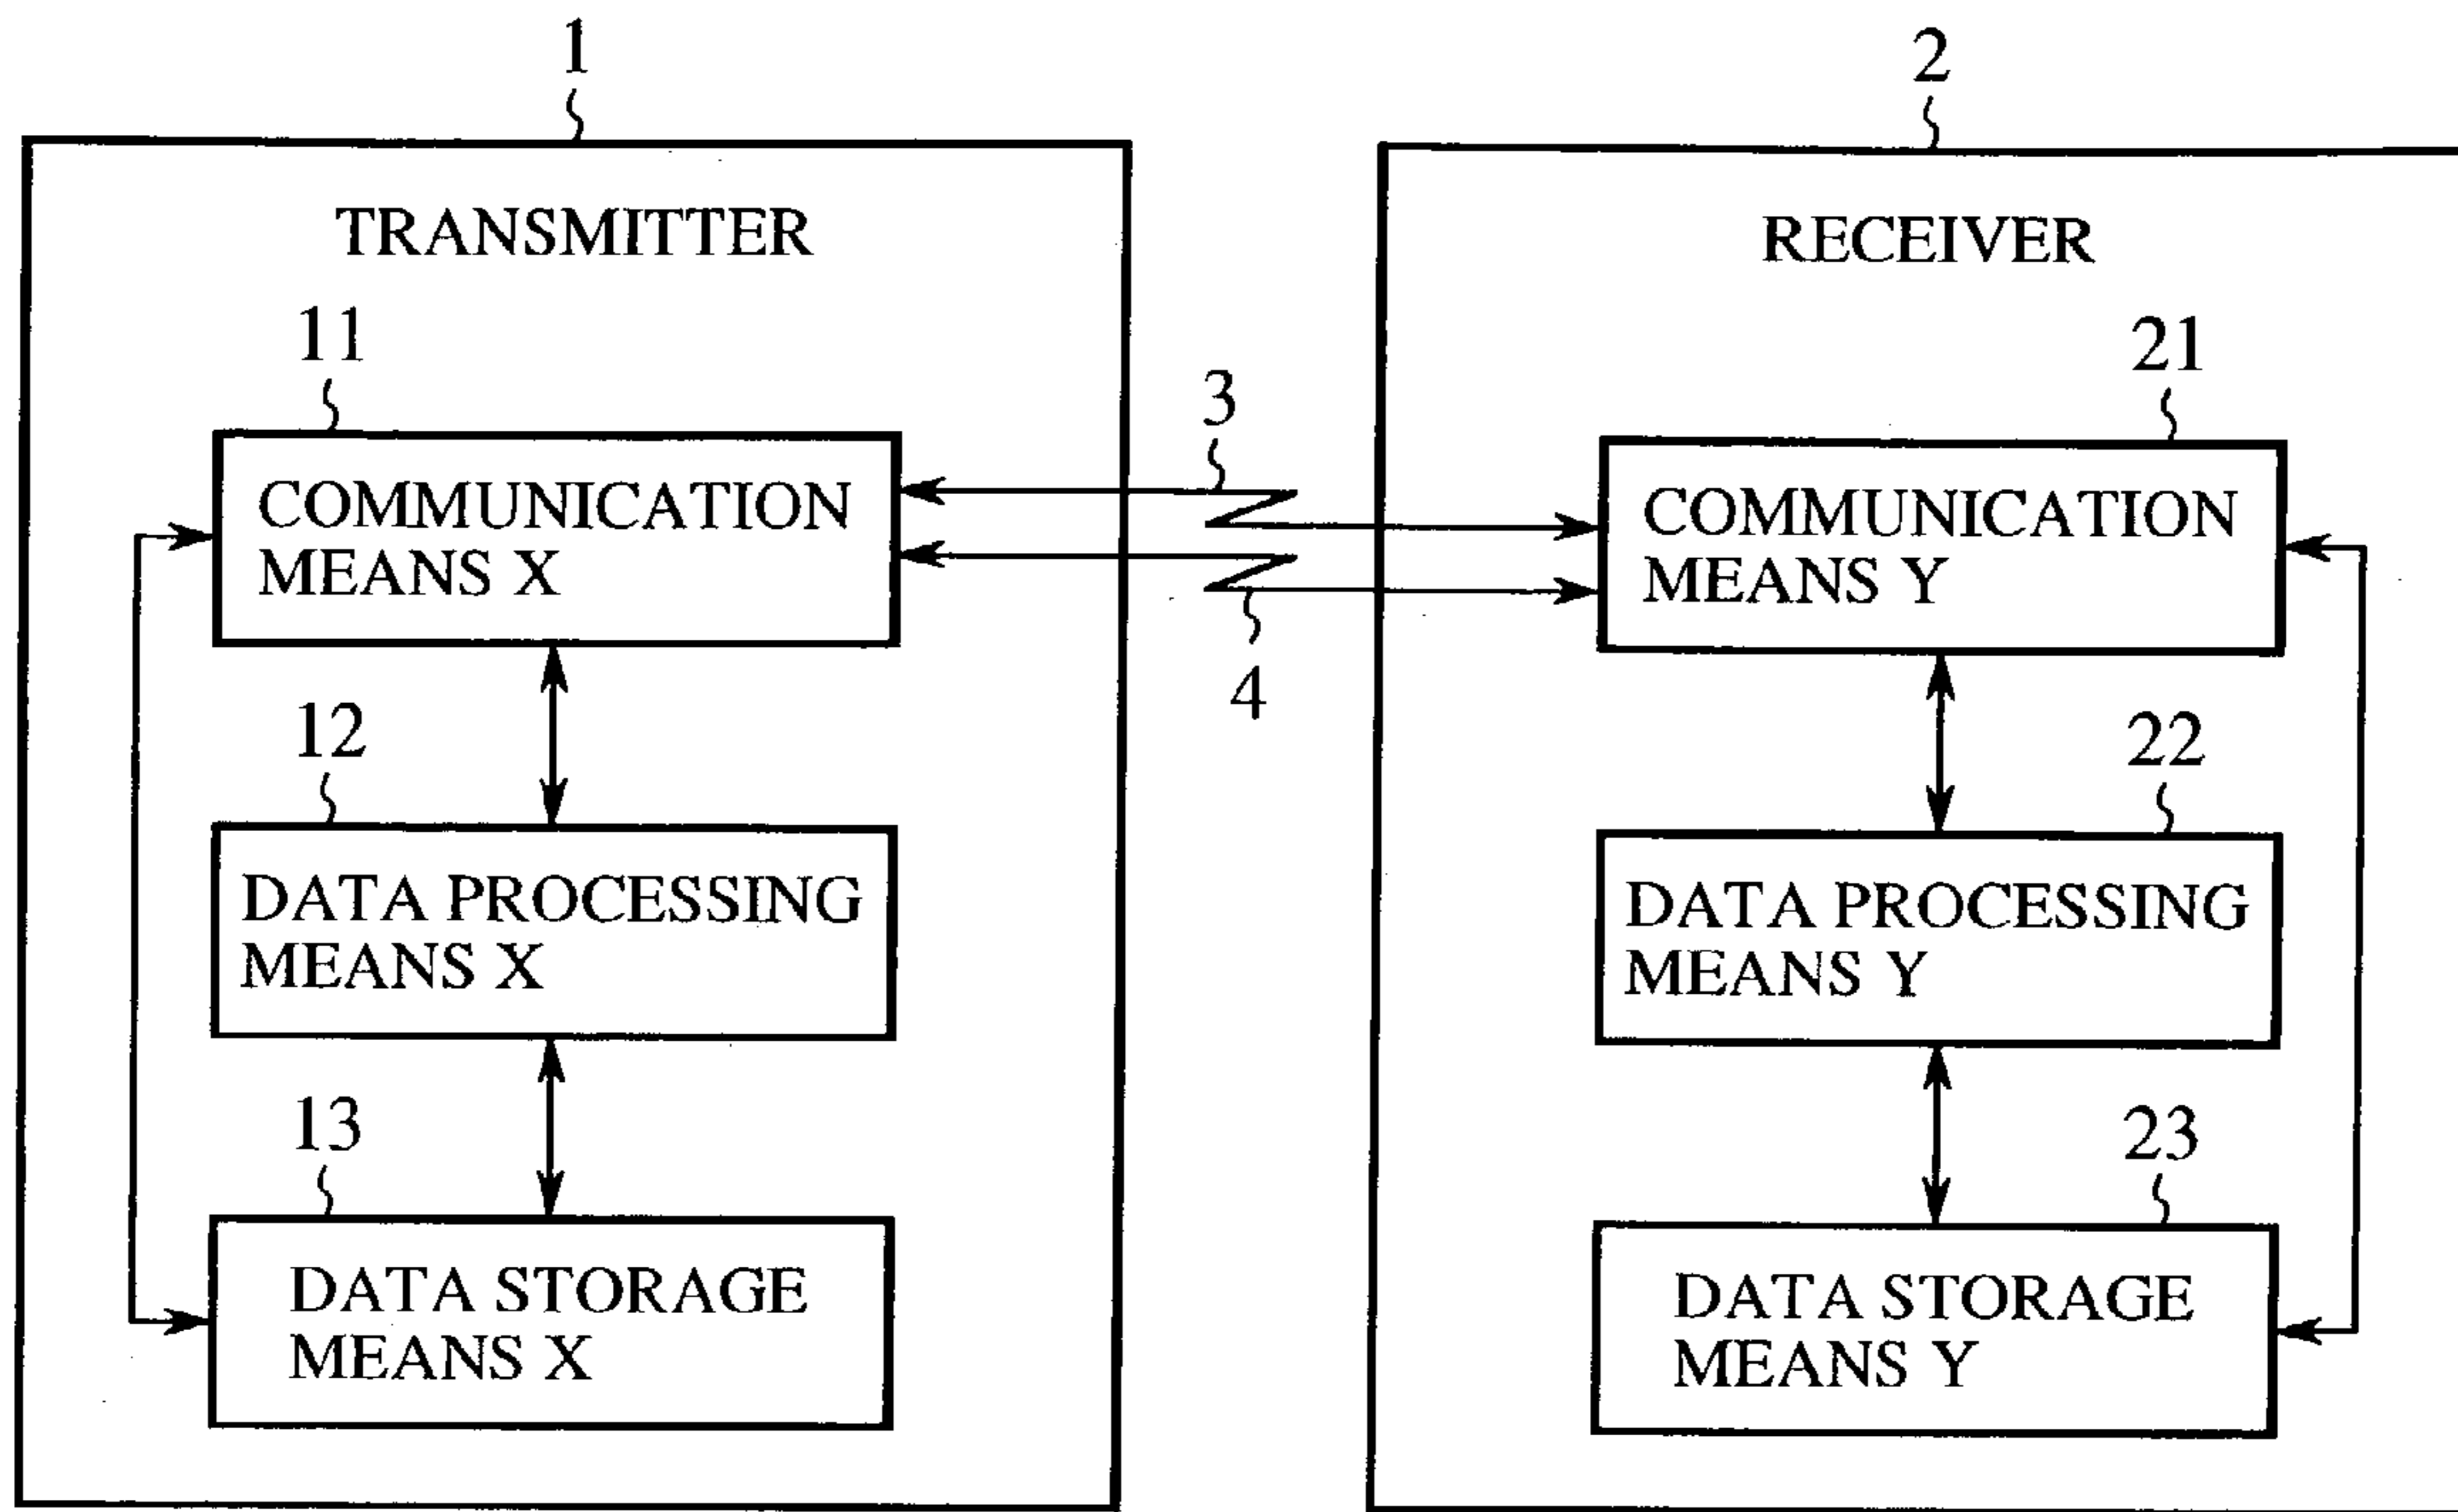 1
TRANSMITTER
11
COMMUNICATION
MEANS X
12
DATA PROCESSING
MEANS X
13
DATA STORAGE
MEANS X
3
4
2
RECEIVER
21
COMMUNICATION
MEANS Y
22
DATA PROCESSING
MEANS Y
23
DATA STORAGE
MEANS Y